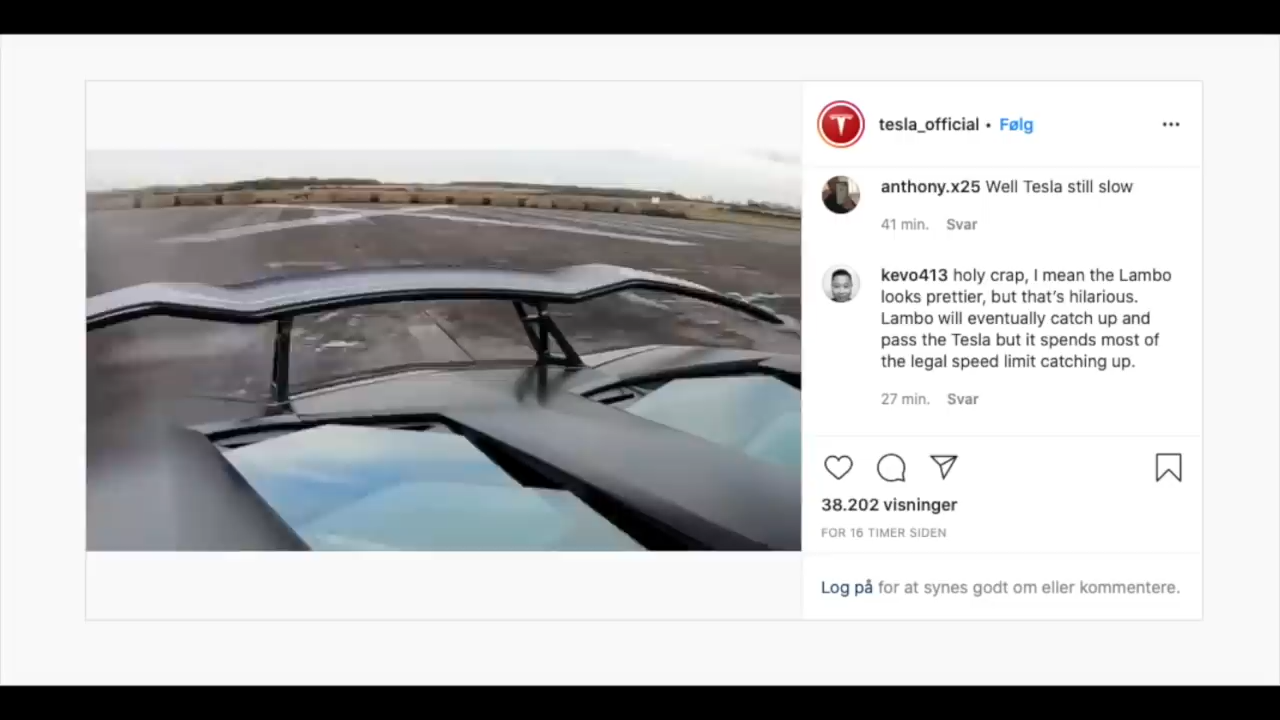 tesla_official • Følg
anthony.x25 Well Tesla still slow
41 min. Svar
kevo413 holy crap, I mean the Lambo
looks prettier, but that’s hilarious.
Lambo will eventually catch up and
pass the Tesla but it spends most of
the legal speed limit catching up.
27 min. Svar
38.202 visninger
FOR 16 TIMER SIDEN
Log på for at synes godt om eller kommentere.